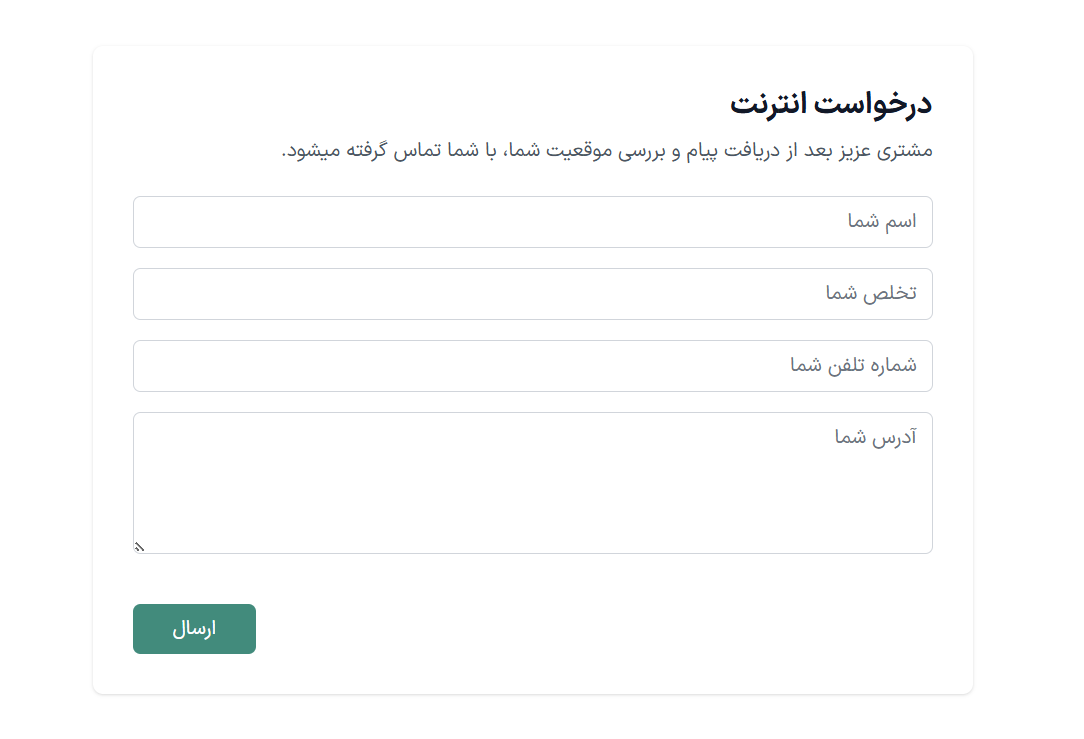 درخواست انترنت
مشتری عزیز بعد از دریافت پیام و بررسی موقعیت شما، با شما تماس گرفته میشود.
اسم شما
تخلص شما
شماره تلفن شما
آدرس شما
ارسال